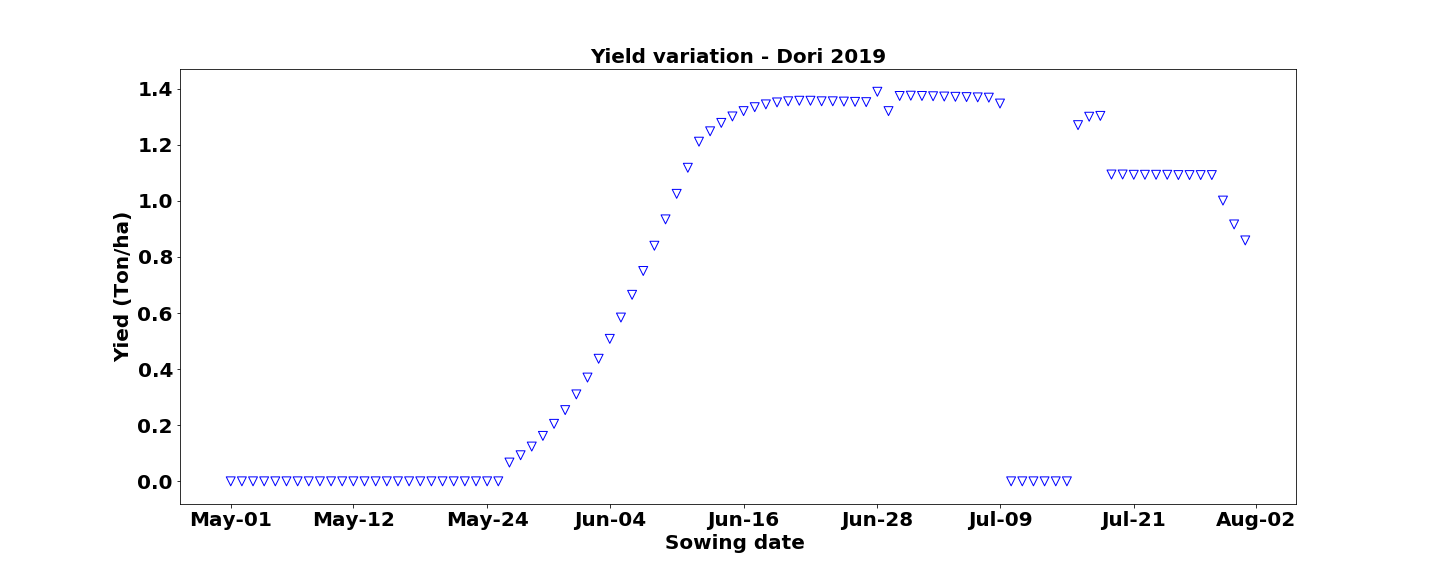 Yield variation - Dori 2019
1.4
1.2
1.0
0.8
0.6
0.4
0.2
0.0
Yied (Ton/ha)
May-01 May-12 May-24 Jun-04 Jun-16 Jun-28 Jul-09 Jul-21 Aug-02
Sowing date